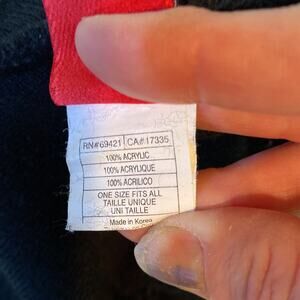 RN#69421 CA#17335
100% ACRYLIC
100% ACRYLIQUE
100% ACRILICO
ONE SIZE FITS ALL
TAILLE UNIQUE
UNI TAILLE
Made in Korea